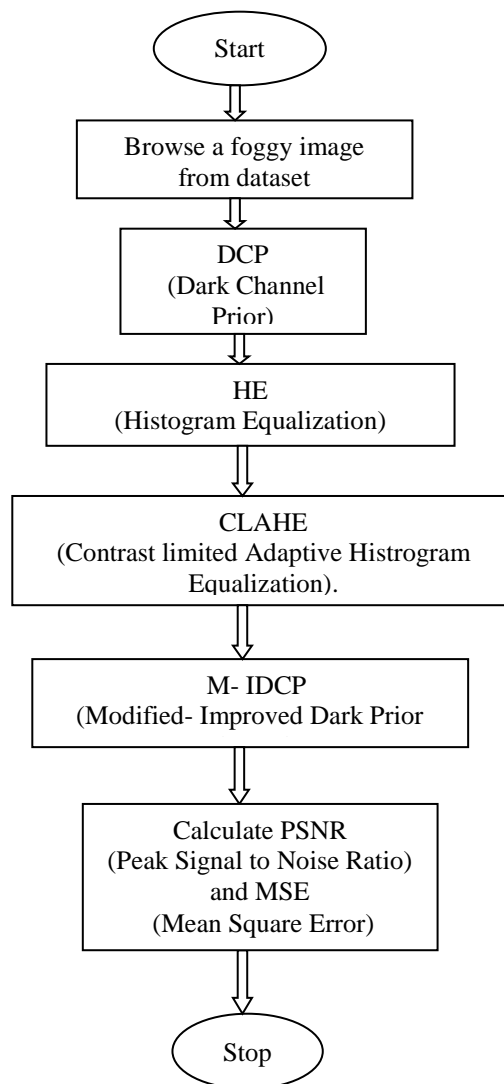 Start
Browse a foggy image
from dataset
DCP
(Dark Channel
Prior)
HE
(Histogram Equalization)
CLAHE
(Contrast limited Adaptive Histrogram
Equalization).
M- IDCP
(Modified- Improved Dark Prior
Calculate PSNR
(Peak Signal to Noise Ratio)
and MSE
(Mean Square Error)
Stop